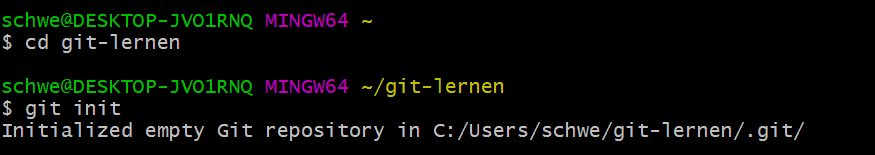 schwe@DESKTOP-JVO1RNQ MINGW64 ~
$ cd git-lernen
schwe@DESKTOP-JVO1RNQ MINGW64 ~/git-lernen
$ git init
Initialized empty Git repository in C:/Users/schwe/git-lernen/.git/